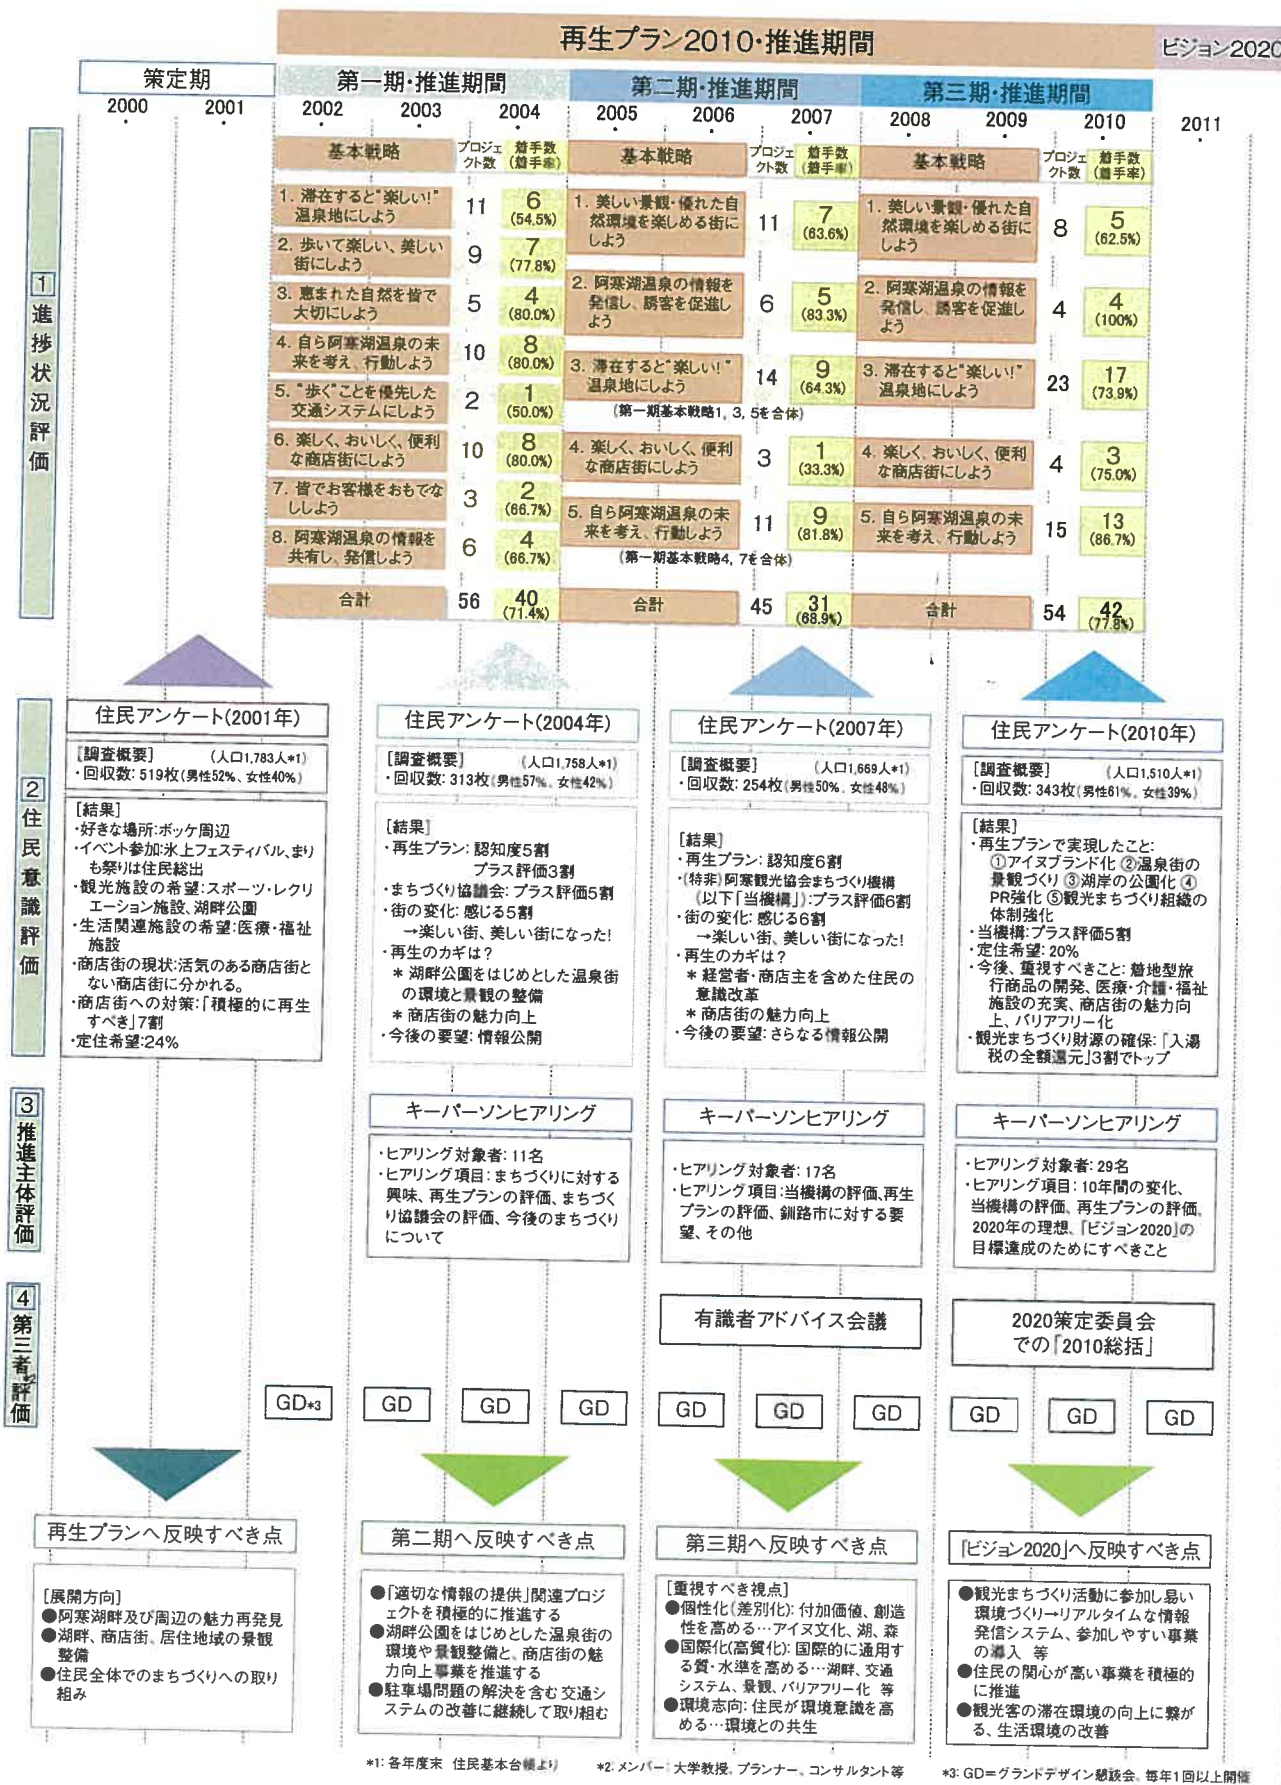 再生プラン2010・推進期間
ビジョン2020
策定期
第一期・推進期間
第二期・推進期間
第三期・推進期間
2000
2001
2002
2003
2004
2005
2006
2007
2008
2009
2010
2011
1 進捗状況評価
基本戦略
プロジェクト数
着手数
(着手率)
1. 滞在すると"楽しい!"
温泉地にしよう
11
6
(54.5%)
2. 歩いて楽しい、美しい
街にしよう
9
7
(77.8%)
3. 恵まれた自然を皆で
大切にしよう
5
4
(80.0%)
4. 自ら阿寒湖温泉の未
来を考え、行動しよう
10
8
(80.0%)
5. "歩く"ことを優先した
交通システムにしよう
2
1
(50.0%)
6. 楽しく、おいしく、便利
な商店街にしよう
10
8
(80.0%)
7. 皆でお客様をおもてな
ししよう
3
2
(66.7%)
8. 阿寒湖温泉の情報を
共有し、発信しよう
6
4
(66.7%)
合計
56
40
(71.4%)
基本戦略
プロジェクト数
着手数
(着手率)
1. 美しい景観・優れた自
然環境を楽しめる街に
しよう
11
7
(63.6%)
2. 阿寒湖温泉の情報を
発信し、誘客を促進し
よう
6
5
(83.3%)
3. 滞在すると"楽しい!"
温泉地にしよう
14
9
(64.3%)
(第一期基本戦略1, 3, 5を合体)
4. 楽しく、おいしく、便利
な商店街にしよう
3
1
(33.3%)
5. 自ら阿寒湖温泉の未
来を考え、行動しよう
11
9
(81.8%)
(第一期基本戦略4, 7を合体)
合計
45
31
(68.9%)
基本戦略
プロジェクト数
着手数
(着手率)
1. 美しい景観・優れた自
然環境を楽しめる街に
しよう
8
5
(62.5%)
2. 阿寒湖温泉の情報を
発信し、誘客を促進し
よう
4
4
(100%)
3. 滞在すると"楽しい!"
温泉地にしよう
23
17
(73.9%)
4. 楽しく、おいしく、便利
な商店街にしよう
4
3
(75.0%)
5. 自ら阿寒湖温泉の未
来を考え、行動しよう
15
13
(86.7%)
合計
54
42
(77.8%)
2 住民意識評価
住民アンケート(2001年)
[調査概要] (人口1,783人*1)
・回収数: 519枚(男性52%、女性40%)
[結果]
・好きな場所:ボッケ周辺
・イベント参加:氷上フェスティバル、まり
も祭りは住民総出
・観光施設の希望:スポーツ・レクリ
エーション施設、湖畔公園
・生活関連施設の希望:医療・福祉
施設
・商店街の現状:活気のある商店街と
ない商店街に分かれる。
・商店街への対策:「積極的に再生
すべき」7割
・定住希望:24%
住民アンケート(2004年)
[調査概要] (人口1,758人*1)
・回収数: 313枚(男性57%、女性42%)
[結果]
・再生プラン: 認知度5割
プラス評価3割
・まちづくり協議会: プラス評価5割
・街の変化: 感じる5割
→楽しい街、美しい街になった!
・再生のカギは?
* 湖畔公園をはじめとした温泉街
の環境と景観の整備
* 商店街の魅力向上
・今後の要望: 情報公開
住民アンケート(2007年)
[調査概要] (人口1,669人*1)
・回収数: 254枚(男性50%、女性48%)
[結果]
・再生プラン: 認知度6割
・(特非)阿寒観光協会まちづくり機構
(以下「当機構」):プラス評価6割
・街の変化: 感じる6割
→楽しい街、美しい街になった!
・再生のカギは?
* 経営者・商店主を含めた住民の
意識改革
* 商店街の魅力向上
・今後の要望: さらなる情報公開
住民アンケート(2010年)
[調査概要] (人口1,510人*1)
・回収数: 343枚(男性61%、女性39%)
[結果]
・再生プランで実現したこと:
①アイヌブランド化 ②温泉街の
景観づくり ③湖岸の公園化 ④
PR強化 ⑤観光まちづくり組織の
体制強化
・当機構: プラス評価5割
・定住希望: 20%
・今後、重視すべきこと: 着地型旅
行商品の開発、医療・介護・福祉
施設の充実、商店街の魅力向
上、バリアフリー化
・観光まちづくり財源の確保:「入湯
税の全額還元」3割でトップ
3 推進主体評価
キーパーソンヒアリング
・ヒアリング対象者: 11名
・ヒアリング項目: まちづくりに対する
興味、再生プランの評価、まちづく
り協議会の評価、今後のまちづくり
について
キーパーソンヒアリング
・ヒアリング対象者: 17名
・ヒアリング項目:当機構の評価、再生
プランの評価、釧路市に対する要
望、その他
キーパーソンヒアリング
・ヒアリング対象者: 29名
・ヒアリング項目: 10年間の変化、
当機構の評価、再生プランの評価、
2020年の理想、「ビジョン2020」の
目標達成のためにすべきこと
4 第三者評価*2
有識者アドバイス会議
2020策定委員会
での「2010総括」
GD*3
GD
GD
GD
GD
GD
GD
GD
GD
GD
再生プランへ反映すべき点
[展開方向]
●阿寒湖畔及び周辺の魅力再発見
●湖畔、商店街、居住地域の景観
整備
●住民全体でのまちづくりへの取り
組み
第二期へ反映すべき点
●「適切な情報の提供」関連プロジ
ェクトを積極的に推進する
●湖畔公園をはじめとした温泉街の
環境や景観整備と、商店街の魅
力向上事業を推進する
●駐車場問題の解決を含む交通シ
ステムの改善に継続して取り組む
第三期へ反映すべき点
[重視すべき視点]
●個性化(差別化): 付加価値、創造
性を高める…アイヌ文化、湖、森
●国際化(高質化): 国際的に通用す
る質・水準を高める…湖畔、交通
システム、景観、バリアフリー化 等
●環境志向: 住民が環境意識を高
める…環境との共生
「ビジョン2020」へ反映すべき点
●観光まちづくり活動に参加し易い
環境づくり→リアルタイムな情報
発信システム、参加しやすい事業
の導入 等
●住民の関心が高い事業を積極的
に推進
●観光客の滞在環境の向上に繋が
る、生活環境の改善
*1: 各年度末 住民基本台帳より
*2: メンバー: 大学教授、プランナー、コンサルタント等
*3: GD=グランドデザイン懇談会、毎年1回以上開催